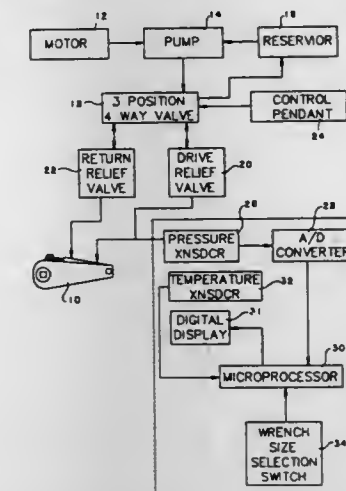 12
14
16
MOTOR
PUMP
RESERVIOR
18
3 POSITION
4 WAY VALVE
CONTROL
PENDANT
24
22
RETURN
RELIEF
VALVE
DRIVE
RELIEF
VALVE
20
26
28
PRESSURE
XNSDCR
A/D
CONVERTER
32
TEMPERATURE
XNSDCR
10
31
DIGITAL
DISPLAY
30
MICROPROCESSOR
WRENCH
SIZE
SELECTION
SWITCH
34